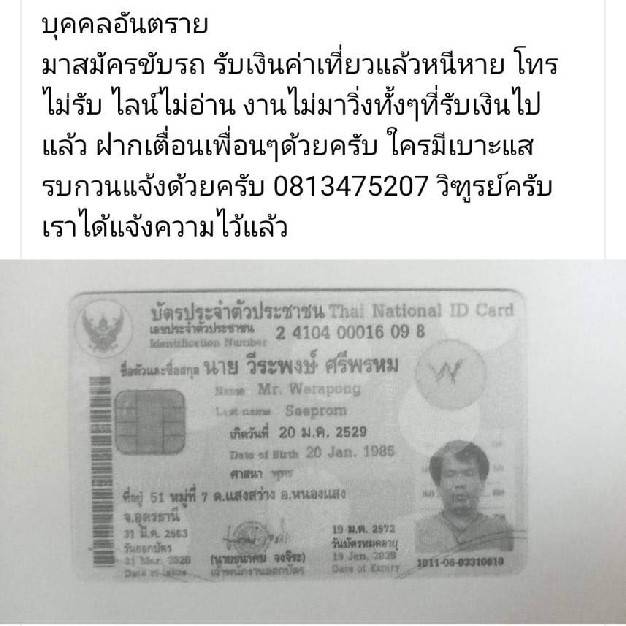 บุคคลอันตราย
มาสมัครขับรถ รับเงินค่าเที่ยวแล้วหนีหาย โทร
ไม่รับ ไลน์ไม่อ่าน งานไม่มาวิ่งทั้งๆที่รับเงินไป
แล้ว ฝากเตื่อนเพื่อนๆด้วยครับ ใครมีเบาะแส
รบกวนแจ้งด้วยครับ 0813475207 วิฑูรย์ครับ
เราได้แจ้งความไว้แล้ว
บัตรประจำตัวประชาชน Thai National ID Card
เลขประจำตัวประชาชน 2 4104 00016 09 8
Identification Number
ชื่อตัวและชื่อสกุล นาย วีระพงษ์ ศรีพรหม
Name Mr. Werapong
Last name Seeprom
เกิดวันที่ 20 ม.ค. 2529
Date of Birth 20 Jan. 1986
ศาสนา พุทธ
ที่อยู่ 51 หมู่ที่ 7 ต.แสงสว่าง อ.หนองแสง
จ.อุดรธานี
31 มี.ค. 2563
วันออกบัตร
31 Mar. 2020
Date of Issue
เจ้าพนักงานออกบัตร
19 ม.ค. 2572
วันบัตรหมดอายุ
19 Jan. 2029
Date of Expiry